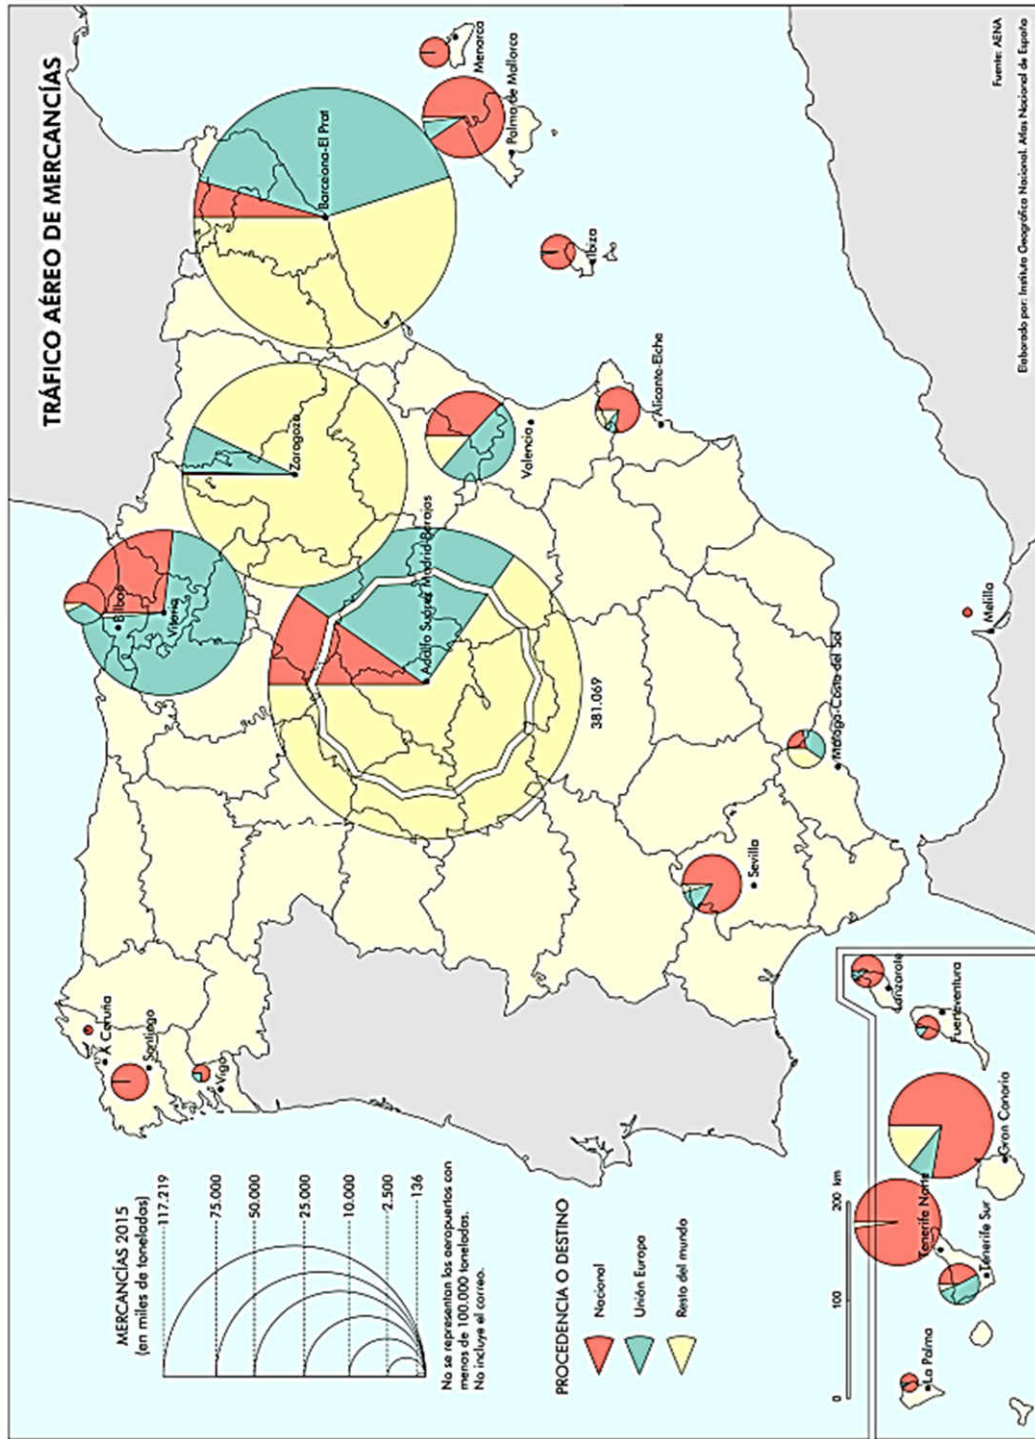 TRÁFICO AÉREO DE MERCANCÍAS
A Coruña
Santiago
Vigo
Bilbao
Vitoria
Zaragoza
Barcelona-El Prat
Menorca
Palma de Mallorca
Ibiza
Adolfo Suárez Madrid-Barajas
381.069
Valencia
Alicante-Elche
Sevilla
Málaga-Costa del Sol
Melilla
MERCANCÍAS 2015
(en miles de toneladas)
117.219
75.000
50.000
25.000
10.000
2.500
136
No se representan los aeropuertos con
menos de 100.000 toneladas.
No incluye el correo.
PROCEDENCIA O DESTINO
Nacional
Unión Europa
Resto del mundo
0 100 200 km
La Palma
Tenerife Norte
Tenerife Sur
Gran Canaria
Fuerteventura
Lanzarote
Fuente: AENA
Elaborado por: Instituto Geográfico Nacional. Atlas Nacional de España